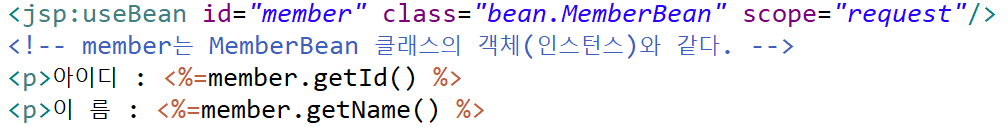 <jsp:useBean id="member" class="bean.MemberBean" scope="request"/>
<!-- member는 MemberBean 클래스의 객체(인스턴스)와 같다. -->
<p>아이디 : <%=member.getId() %>
<p>이 름 : <%=member.getName() %>